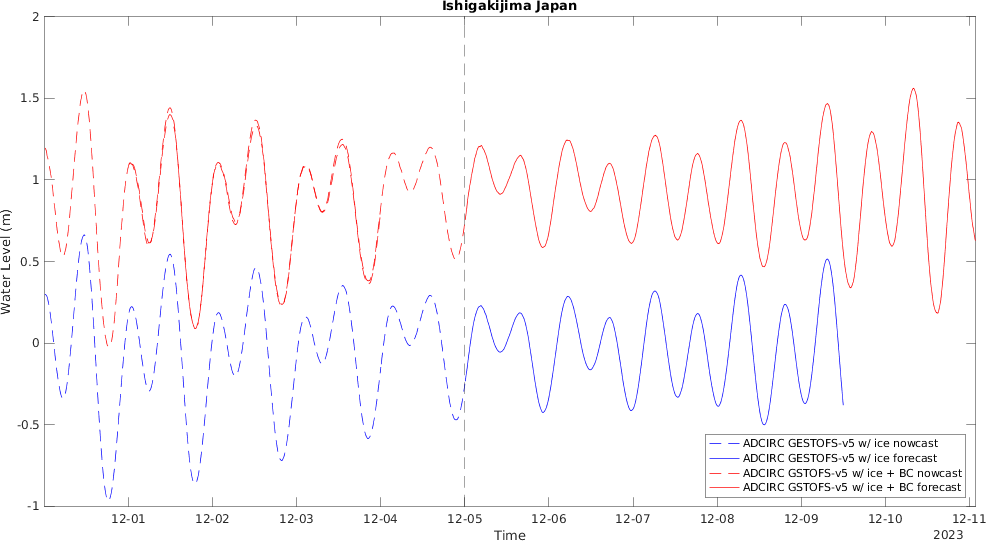 Ishigakijima Japan
2
1.5
1
0.5
0
-0.5
-1
Water Level (m)
12-01 12-02 12-03 12-04 12-05 12-06 12-07 12-08 12-09 12-10 12-11
Time
2023
ADCIRC GESTOFS-v5 w/ ice nowcast
ADCIRC GESTOFS-v5 w/ ice forecast
ADCIRC GSTOFS-v5 w/ ice + BC nowcast
ADCIRC GSTOFS-v5 w/ ice + BC forecast